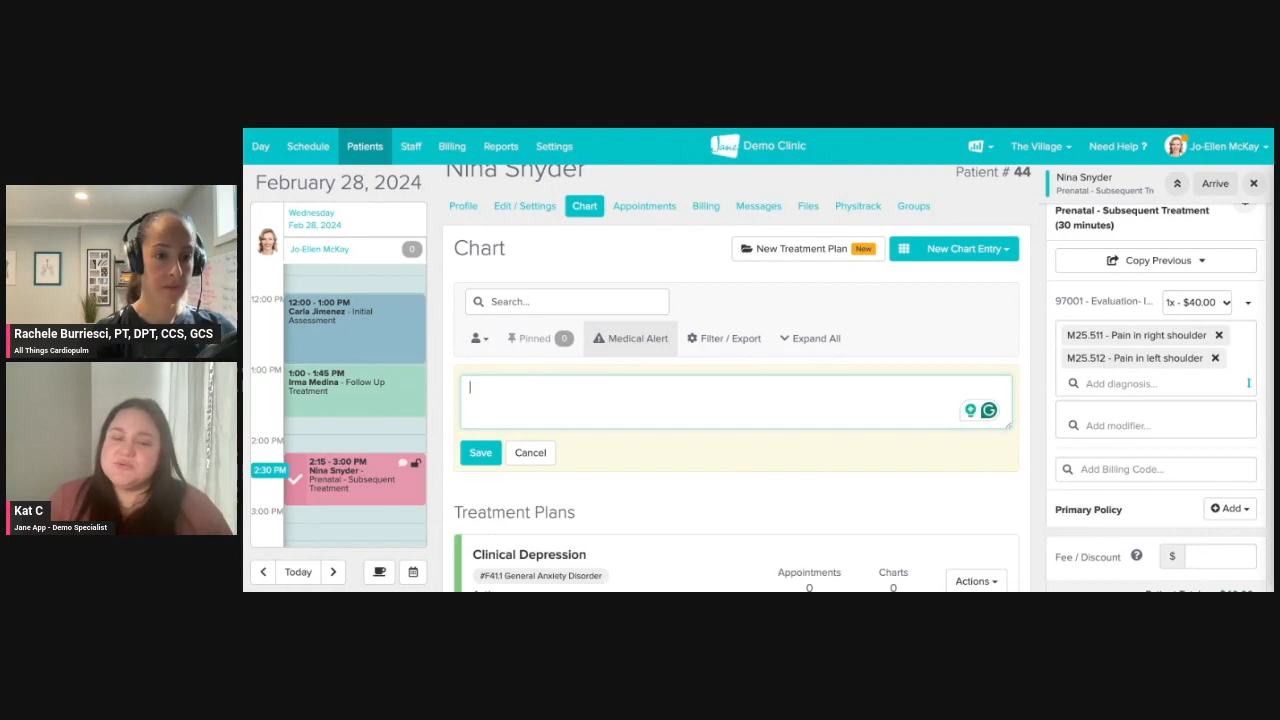 Rachele Burriesci, PT, DPT, CCS, GCS
All Things Cardiopulm
Kat C
Jane App - Demo Specialist
Day Schedule Patients Staff Billing Reports Settings
Jane Demo Clinic
The Village Need Help ? Jo-Ellen McKay
February 28, 2024
Wednesday
Feb 28, 2024
Jo-Ellen McKay 0
12:00 PM
12:00 - 1:00 PM
Carla Jimenez - Initial
Assessment
1:00 PM
1:00 - 1:45 PM
Irma Medina - Follow Up
Treatment
2:00 PM
2:30 PM
2:15 - 3:00 PM
Nina Snyder -
Prenatal - Subsequent
Treatment
3:00 PM
Today
Nina Snyder
Patient # 44
Profile Edit / Settings Chart Appointments Billing Messages Files Physitrack Groups
Chart
New Treatment Plan New
New Chart Entry
Search...
Pinned 0 Medical Alert Filter / Export Expand All
Save Cancel
Treatment Plans
Clinical Depression
#F41.1 General Anxiety Disorder
Appointments
0
Charts
0
Actions
Nina Snyder
Prenatal - Subsequent Tn
Arrive
Prenatal - Subsequent Treatment
(30 minutes)
Copy Previous
97001 - Evaluation- I... 1x - $40.00
M25.511 - Pain in right shoulder
M25.512 - Pain in left shoulder
Add diagnosis...
Add modifier...
Add Billing Code...
Primary Policy Add
Fee / Discount $